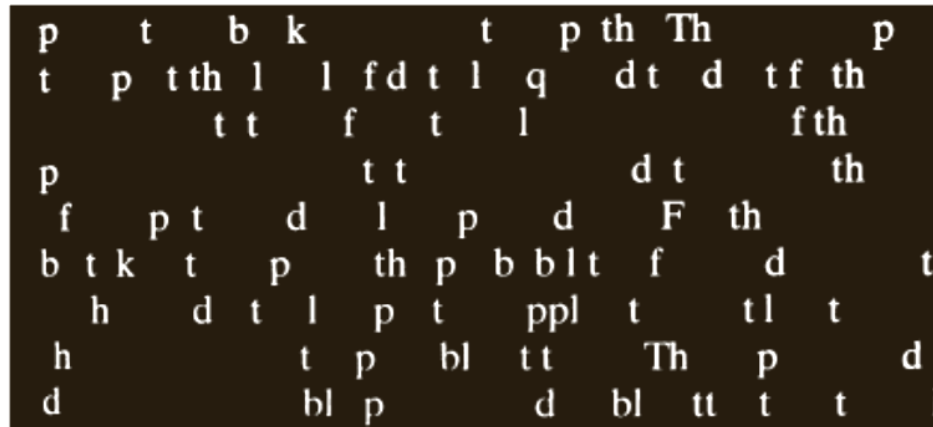 p t b k t p th Th p
t p t th l l f d t l q d t d t f th
t t f t l f th
p t t d t th
f p t d l p d F th
b t k t p th p b b l t f d t
h d t l p t ppl t t l t
h t p bl t t Th p d
d bl p d bl tt t t